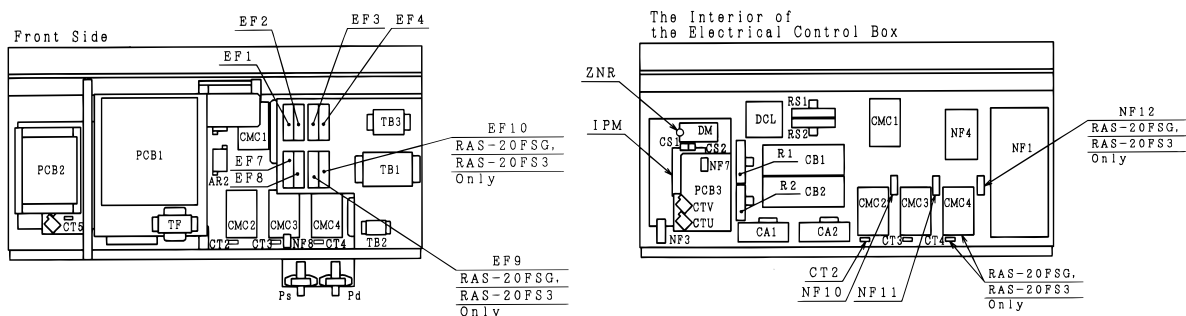 Front Side
EF2
EF3
EF4
EF1
CMC1
TB3
EF10
RAS-20FSG,
RAS-20FS3
Only
PCB2
PCB1
AR2
EF7
EF8
TB1
CT5
TF
CMC2
CMC3
CMC4
CT2
CT3
NF8
CT4
TB2
EF9
RAS-20FSG,
RAS-20FS3
Only
Ps
Pd
The Interior of
the Electrical Control Box
ZNR
IPM
DM
CS1
CS2
DCL
RS1
RS2
CMC1
NF4
NF1
NF12
RAS-20FSG,
RAS-20FS3
Only
NF7
R1
CB1
PCB3
R2
CB2
CTV
CTU
CMC2
CMC3
CMC4
NF3
CA1
CA2
CT3
CT4
CT2
NF10
NF11
RAS-20FSG,
RAS-20FS3
Only